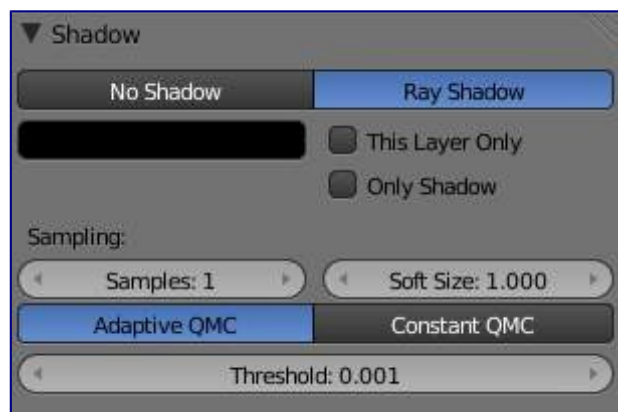 Shadow
No Shadow Ray Shadow
This Layer Only
Only Shadow
Sampling:
Samples: 1 Soft Size: 1.000
Adaptive QMC Constant QMC
Threshold: 0.001